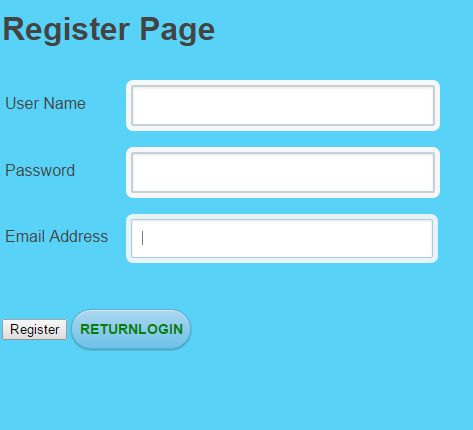 Register Page
User Name
Password
Email Address
Register RETURNLOGIN